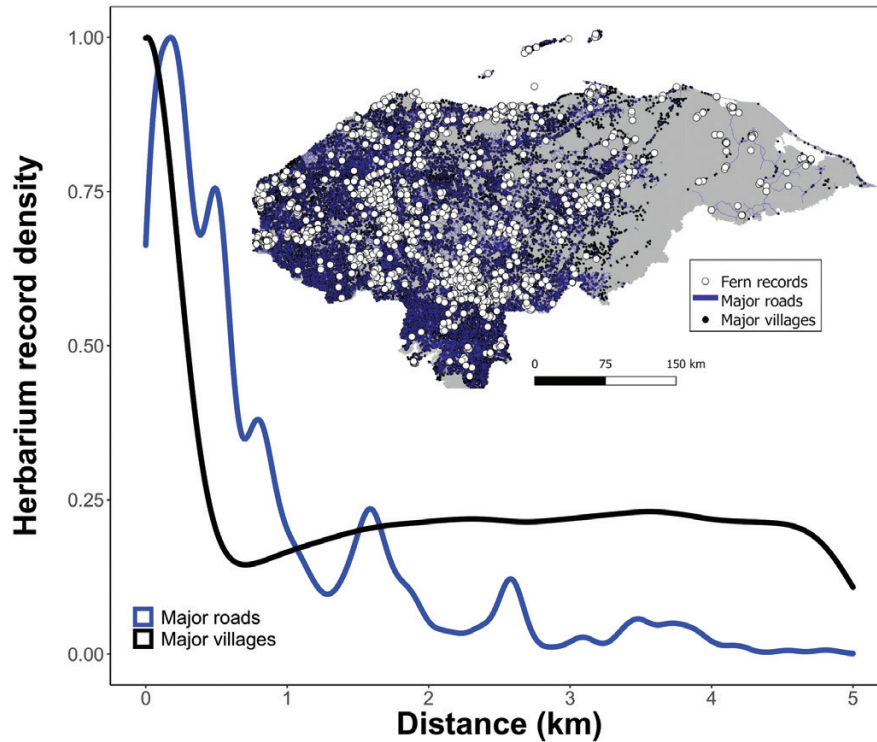 1.00
0.75
0.50
0.25
0.00
Herbarium record density
Fern records
Major roads
Major villages
0 75 150 km
Major roads
Major villages
0 1 2 3 4 5
Distance (km)